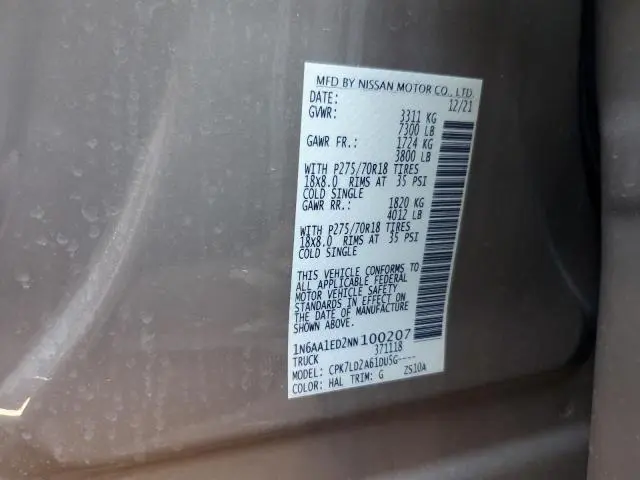 MFD BY NISSAN MOTOR CO., LTD.
DATE: 12/21
GVWR: 3311 KG
7300 LB
GAWR FR.: 1724 KG
3800 LB
WITH P275/70R18 TIRES
18X8.0 RIMS AT 35 PSI
COLD SINGLE
GAWR RR.: 1820 KG
4012 LB
WITH P275/70R18 TIRES
18X8.0 RIMS AT 35 PSI
COLD SINGLE
THIS VEHICLE CONFORMS TO
ALL APPLICABLE FEDERAL
MOTOR VEHICLE SAFETY
STANDARDS IN EFFECT ON
THE DATE OF MANUFACTURE
SHOWN ABOVE.
1N6AA1ED2NN100207
TRUCK 371118
MODEL: CPK7LD2A61DUSG----
COLOR: HAL TRIM: G ZS10A